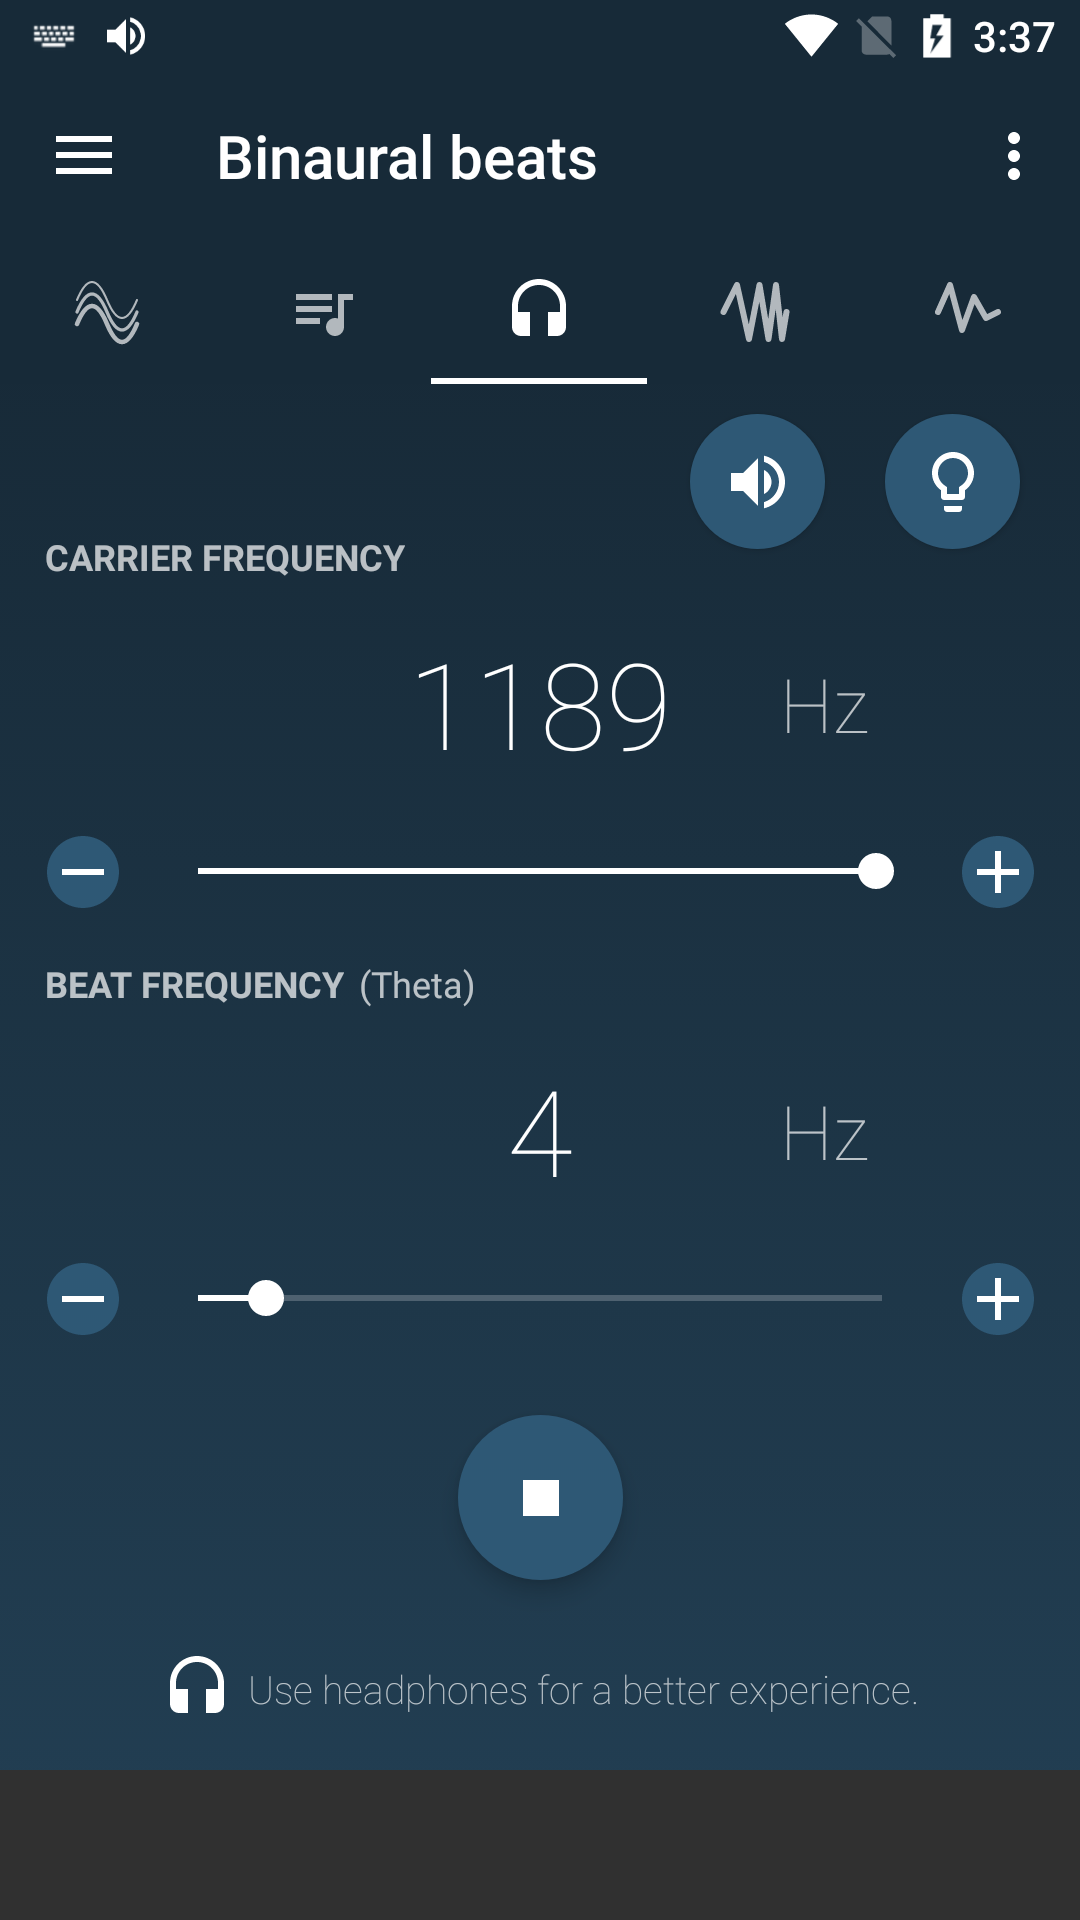 3:37
Binaural beats
CARRIER FREQUENCY
1189 Hz
BEAT FREQUENCY (Theta)
4 Hz
Use headphones for a better experience.